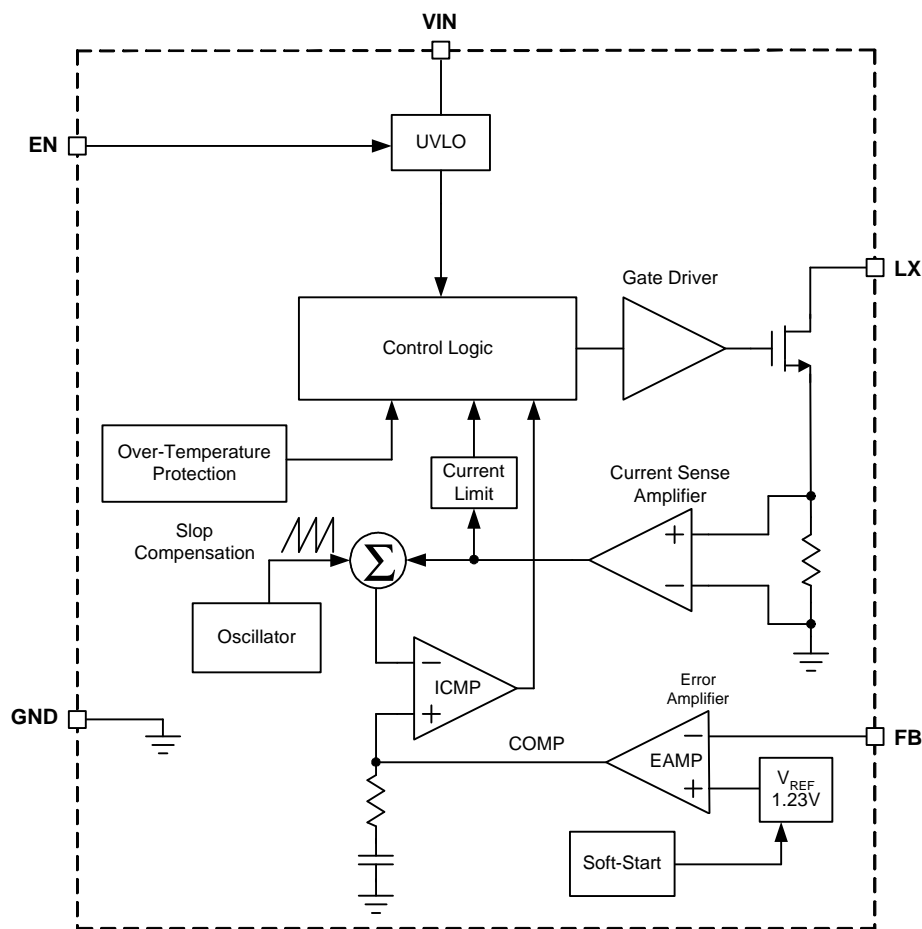 VIN
EN
UVLO
LX
Gate Driver
Control Logic
Over-Temperature
Protection
Current
Limit
Current Sense
Amplifier
+
−
Slop
Compensation
Σ
Oscillator
−
ICMP
+
GND
Error
Amplifier
COMP
−
EAMP
+
FB
VREF
1.23V
Soft-Start